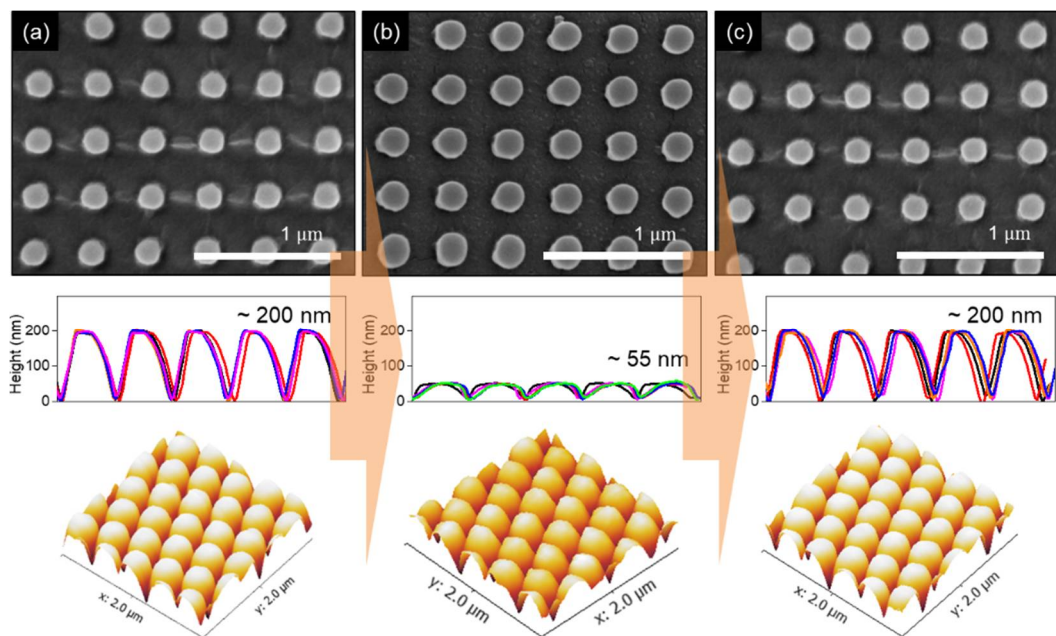 (a)
1 μm
(b)
1 μm
(c)
1 μm
Height (nm)
200
100
0
~ 200 nm
Height (nm)
200
100
0
~ 55 nm
Height (nm)
200
100
0
~ 200 nm
x: 2.0 μm
y: 2.0 μm
y: 2.0 μm
x: 2.0 μm
x: 2.0 μm
y: 2.0 μm